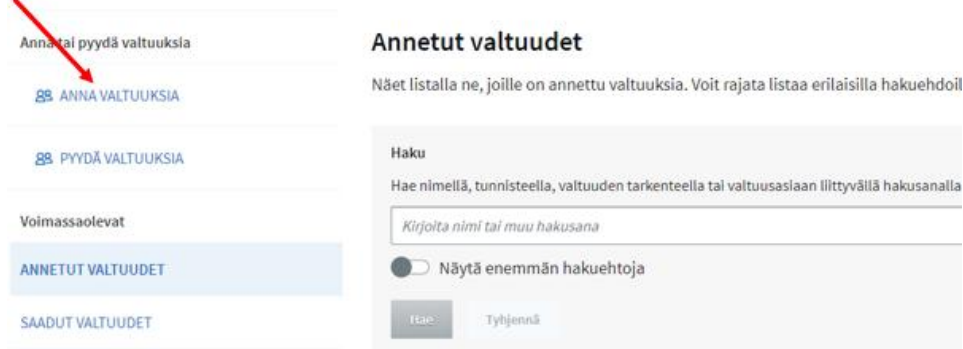 Anna tai pyydä valtuuksia
ANNA VALTUUKSIA
PYYDÄ VALTUUKSIA
Voimassaolevat
ANNETUT VALTUUDET
SAADUT VALTUUDET
Annetut valtuudet
Näet listalla ne, joille on annettu valtuuksia. Voit rajata listaa erilaisilla hakuehdoil
Haku
Hae nimellä, tunnisteella, valtuuden tarkenteella tai valtuusasiaan liittyvällä hakusanalla
Kirjoita nimi tai muu hakusana
Näytä enemmän hakuehtoja
Hae
Tyhjennä